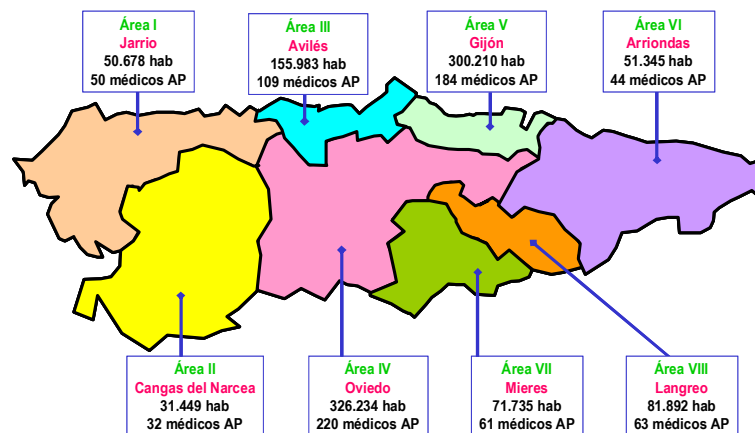 Área I
Jarrio
50.678 hab
50 médicos AP
Área III
Avilés
155.983 hab
109 médicos AP
Área V
Gijón
300.210 hab
184 médicos AP
Área VI
Arriondas
51.345 hab
44 médicos AP
Área II
Cangas del Narcea
31.449 hab
32 médicos AP
Área IV
Oviedo
326.234 hab
220 médicos AP
Área VII
Mieres
71.735 hab
61 médicos AP
Área VIII
Langreo
81.892 hab
63 médicos AP